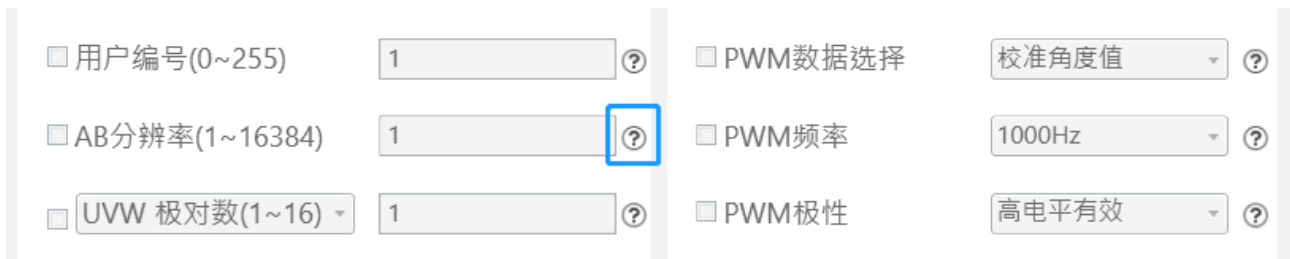 用户编号(0~255) 1 ? PWM数据选择 校准角度值 ?
AB分辨率(1~16384) 1 ? PWM频率 1000Hz ?
UVW 极对数(1~16) 1 ? PWM极性 高电平有效 ?